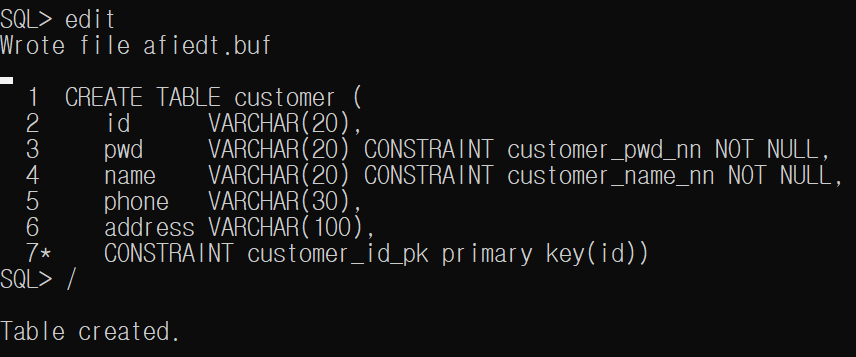 SQL> edit
Wrote file afiedt.buf
1 CREATE TABLE customer (
2 id VARCHAR(20),
3 pwd VARCHAR(20) CONSTRAINT customer_pwd_nn NOT NULL,
4 name VARCHAR(20) CONSTRAINT customer_name_nn NOT NULL,
5 phone VARCHAR(30),
6 address VARCHAR(100),
7* CONSTRAINT customer_id_pk primary key(id))
SQL> /
Table created.